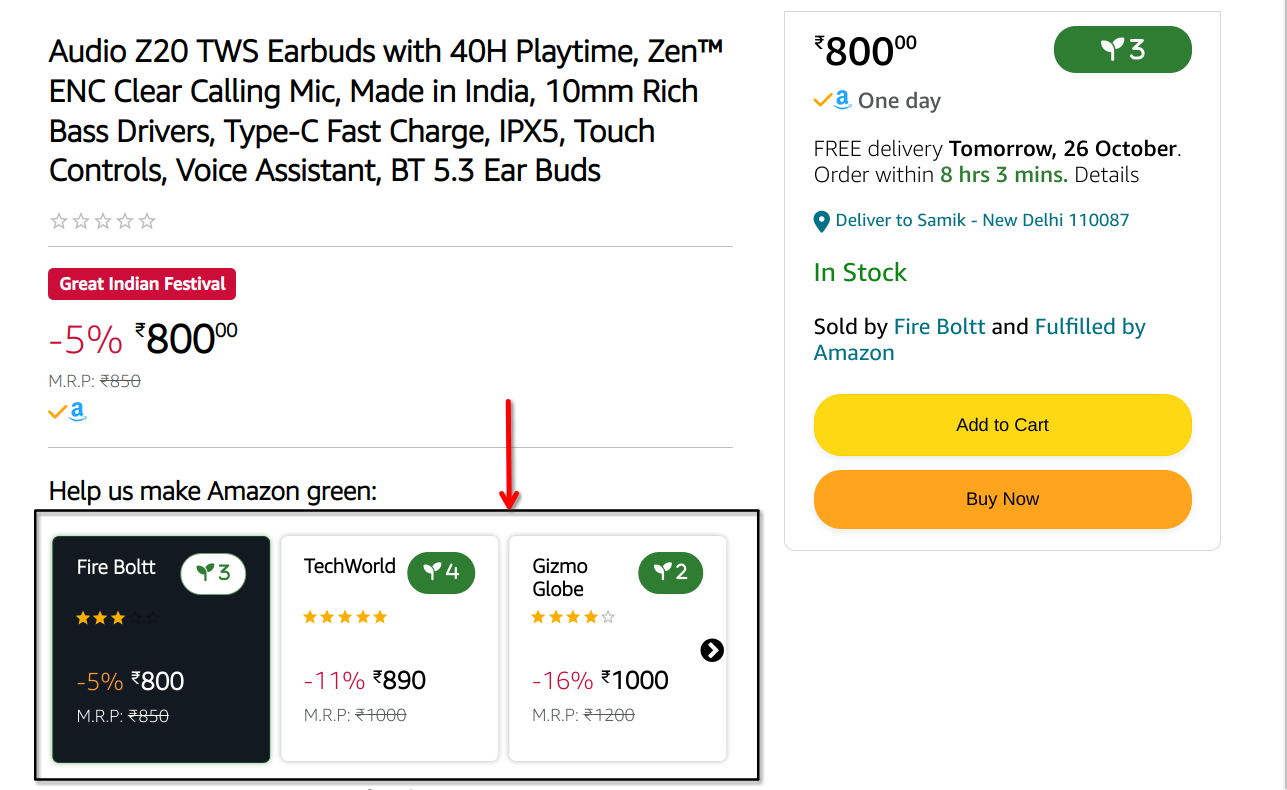 Audio Z20 TWS Earbuds with 40H Playtime, Zen™
ENC Clear Calling Mic, Made in India, 10mm Rich
Bass Drivers, Type-C Fast Charge, IPX5, Touch
Controls, Voice Assistant, BT 5.3 Ear Buds
Great Indian Festival
-5% ₹80000
M.R.P: ₹850
a
Help us make Amazon green:
Fire Boltt 3
-5% ₹800
M.R.P: ₹850
TechWorld 4
-11% ₹890
M.R.P: ₹1000
Gizmo
Globe 2
-16% ₹1000
M.R.P: ₹1200
₹80000 3
a One day
FREE delivery Tomorrow, 26 October.
Order within 8 hrs 3 mins. Details
Deliver to Samik - New Delhi 110087
In Stock
Sold by Fire Boltt and Fulfilled by
Amazon
Add to Cart
Buy Now